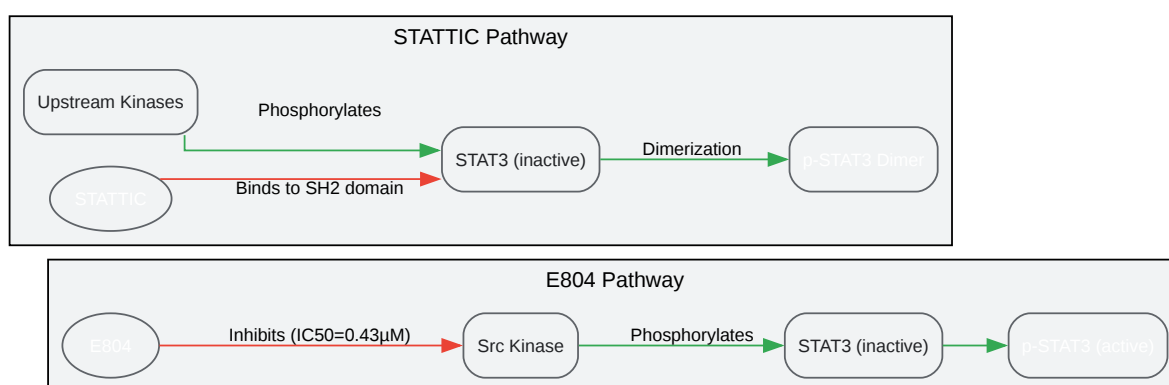 STATTIC Pathway
Upstream Kinases
Phosphorylates
STAT3 (inactive)
Dimerization
p-STAT3 Dimer
STATTIC
Binds to SH2 domain
E804 Pathway
E804
Inhibits (IC50=0.43µM)
Src Kinase
Phosphorylates
STAT3 (inactive)
p-STAT3 (active)